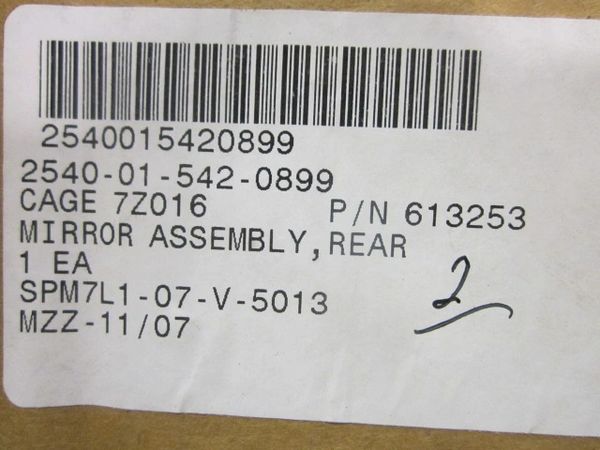 2540015420899
2540-01-542-0899
CAGE 7Z016 P/N 613253
MIRROR ASSEMBLY, REAR
1 EA
SPM7L1-07-V-5013
MZZ-11/07
2